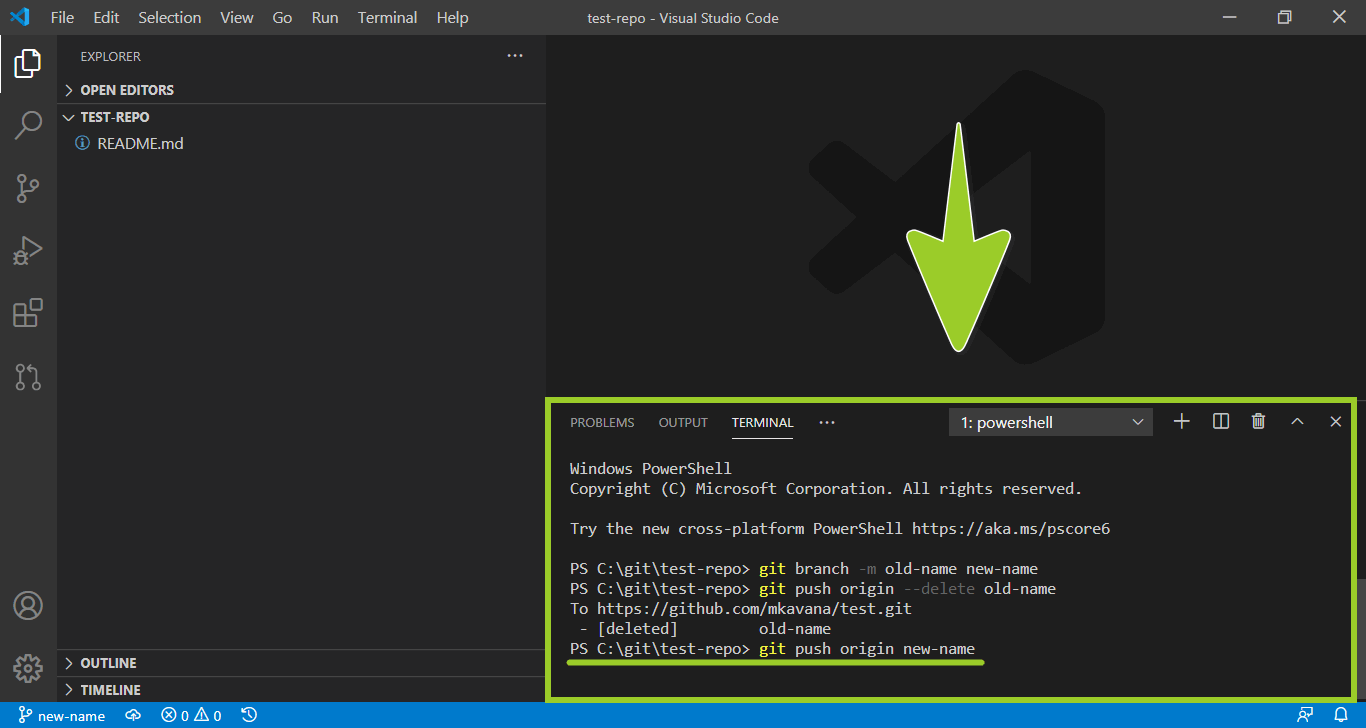 File Edit Selection View Go Run Terminal Help test-repo - Visual Studio Code
EXPLORER
OPEN EDITORS
TEST-REPO
README.md
OUTLINE
TIMELINE
PROBLEMS OUTPUT TERMINAL ··· 1: powershell
Windows PowerShell
Copyright (C) Microsoft Corporation. All rights reserved.
Try the new cross-platform PowerShell https://aka.ms/pscore6
PS C:\git\test-repo> git branch -m old-name new-name
PS C:\git\test-repo> git push origin --delete old-name
To https://github.com/mkavana/test.git
 - [deleted]         old-name
PS C:\git\test-repo> git push origin new-name
new-name 0 0